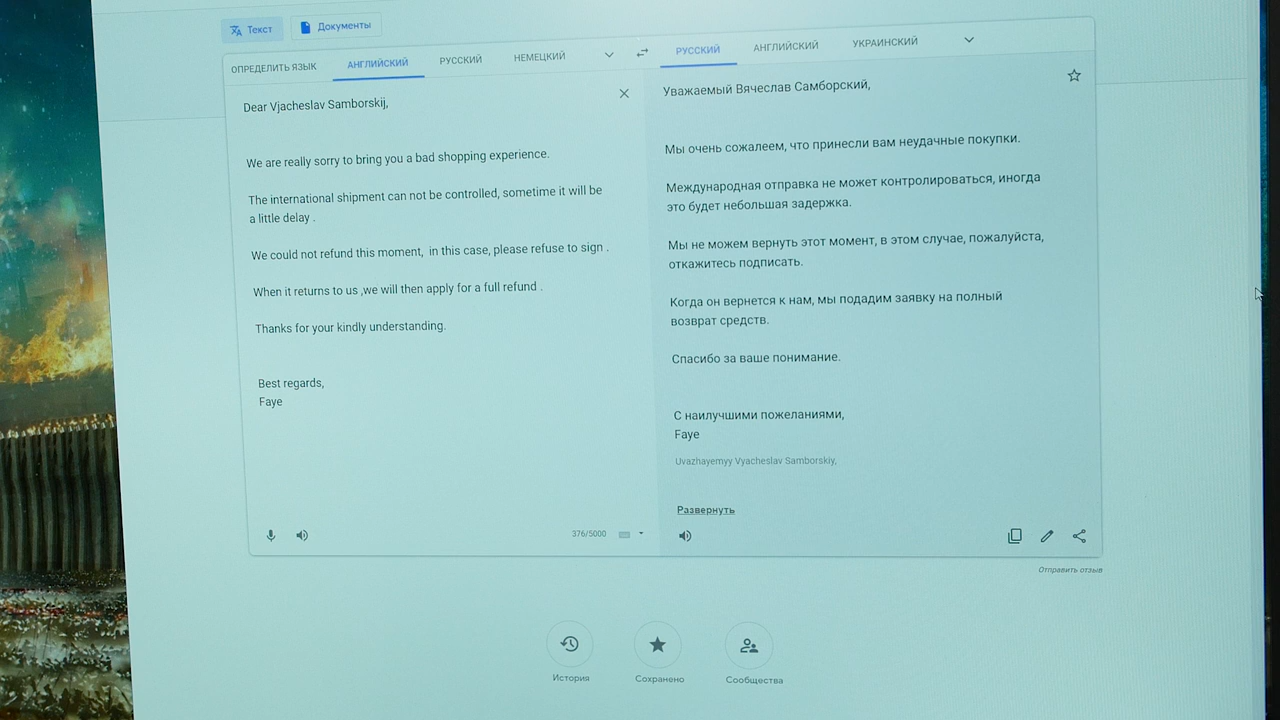 Текст
Документы
ОПРЕДЕЛИТЬ ЯЗЫК
АНГЛИЙСКИЙ
РУССКИЙ
НЕМЕЦКИЙ
РУССКИЙ
АНГЛИЙСКИЙ
УКРАИНСКИЙ
Dear Vjacheslav Samborskij,
We are really sorry to bring you a bad shopping experience.
The international shipment can not be controlled, sometime it will be
a little delay .
We could not refund this moment,  in this case, please refuse to sign .
When it returns to us ,we will then apply for a full refund .
Thanks for your kindly understanding.
Best regards,
Faye
376/5000
Уважаемый Вячеслав Самборский,
Мы очень сожалеем, что принесли вам неудачные покупки.
Международная отправка не может контролироваться, иногда
это будет небольшая задержка.
Мы не можем вернуть этот момент, в этом случае, пожалуйста,
откажитесь подписать.
Когда он вернется к нам, мы подадим заявку на полный
возврат средств.
Спасибо за ваше понимание.
С наилучшими пожеланиями,
Faye
Uvazhayemyy Vyacheslav Samborskiy,
Развернуть
Отправить отзыв
История
Сохранено
Сообщества